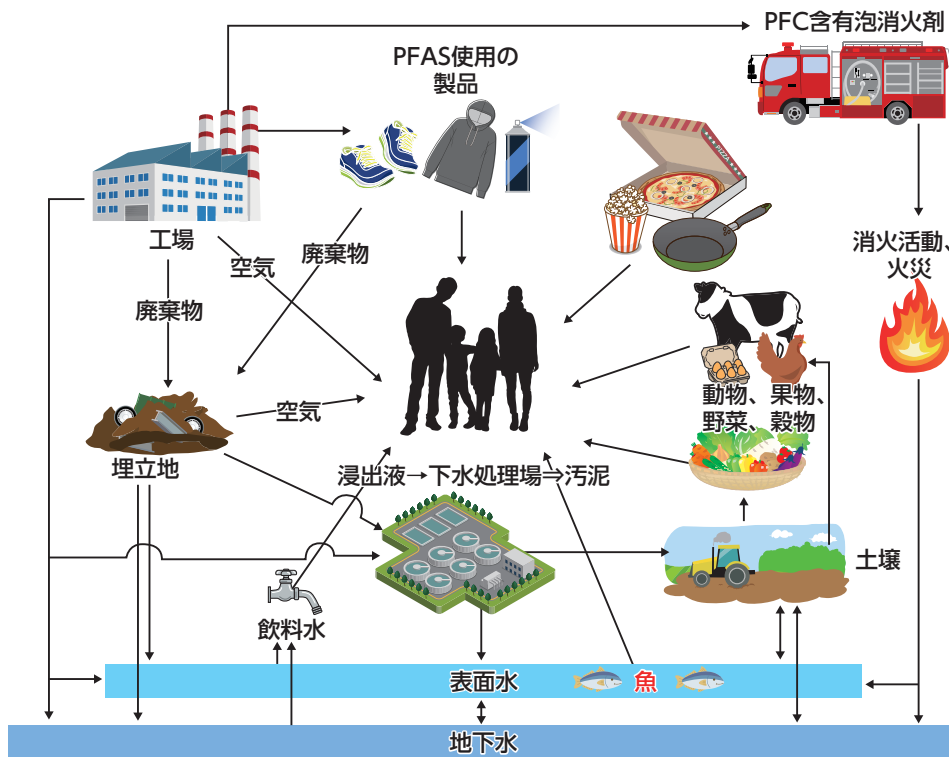 PFC含有泡消火剤
PFAS使用の
製品
PIZZA
工場
空気
廃棄物
廃棄物
消火活動、
火災
動物、果物、
野菜、穀物
空気
埋立地
浸出液→下水処理場⇒汚泥
土壌
飲料水
表面水
魚
地下水